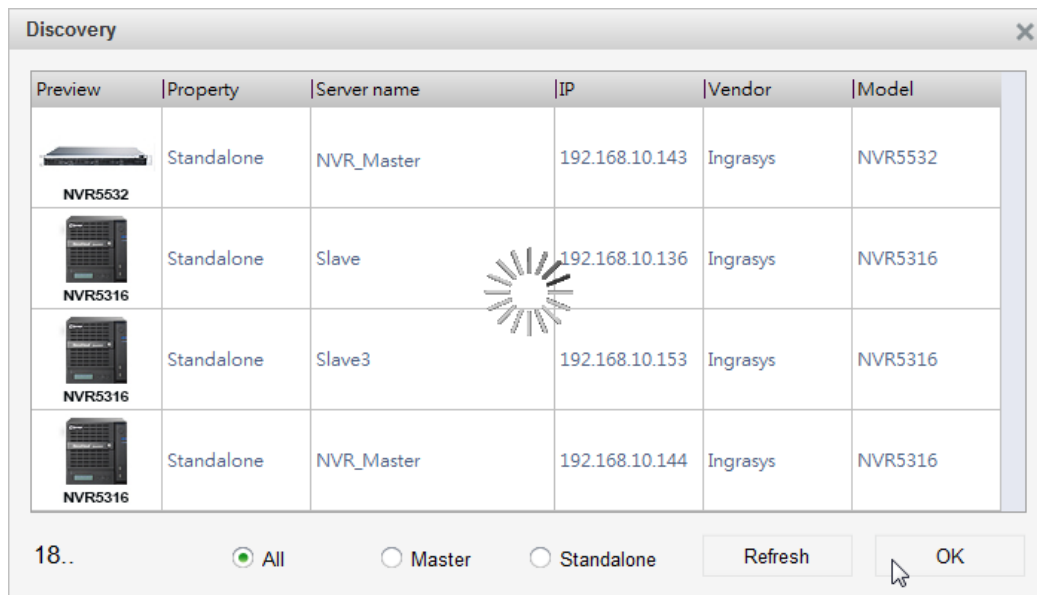 Discovery
Preview Property Server name IP Vendor Model
Standalone NVR_Master 192.168.10.143 Ingrasys NVR5532
NVR5532
Standalone Slave 192.168.10.136 Ingrasys NVR5316
NVR5316
Standalone Slave3 192.168.10.153 Ingrasys NVR5316
NVR5316
Standalone NVR_Master 192.168.10.144 Ingrasys NVR5316
NVR5316
18.. All Master Standalone Refresh OK